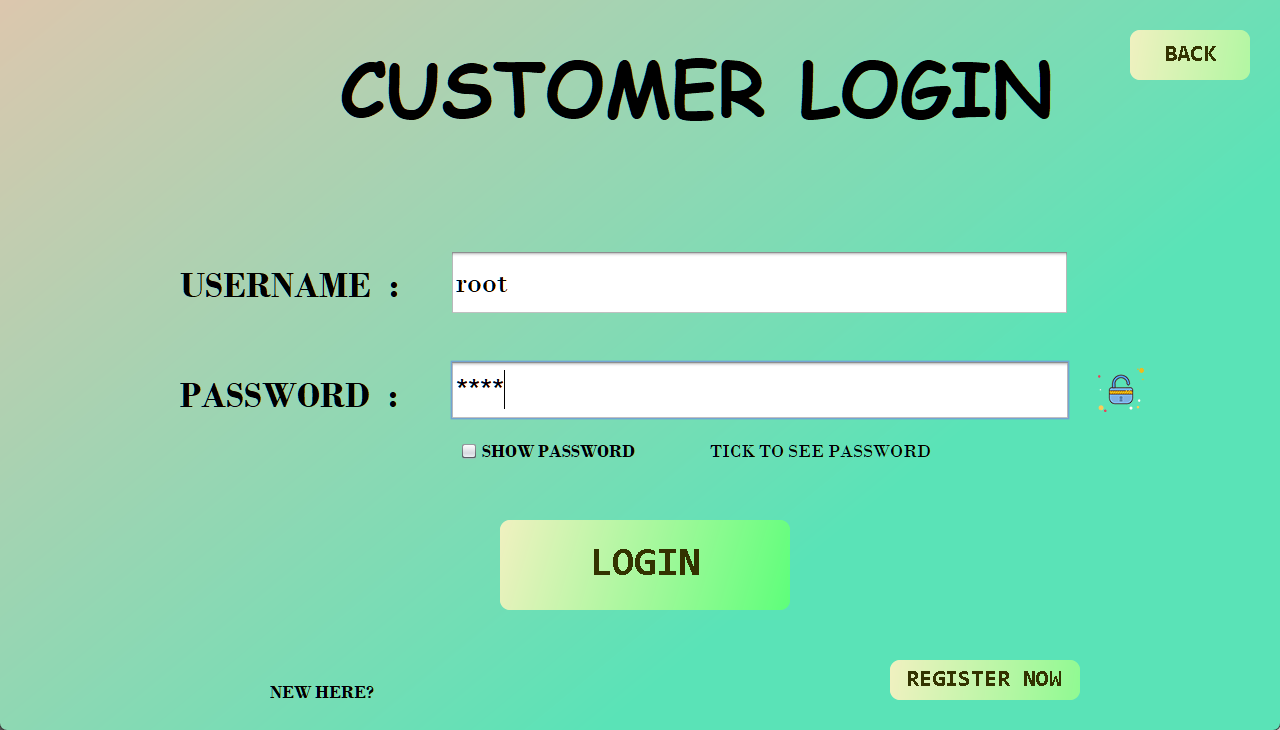 BACK
CUSTOMER LOGIN
USERNAME :
root
PASSWORD :
****
SHOW PASSWORD
TICK TO SEE PASSWORD
LOGIN
NEW HERE?
REGISTER NOW